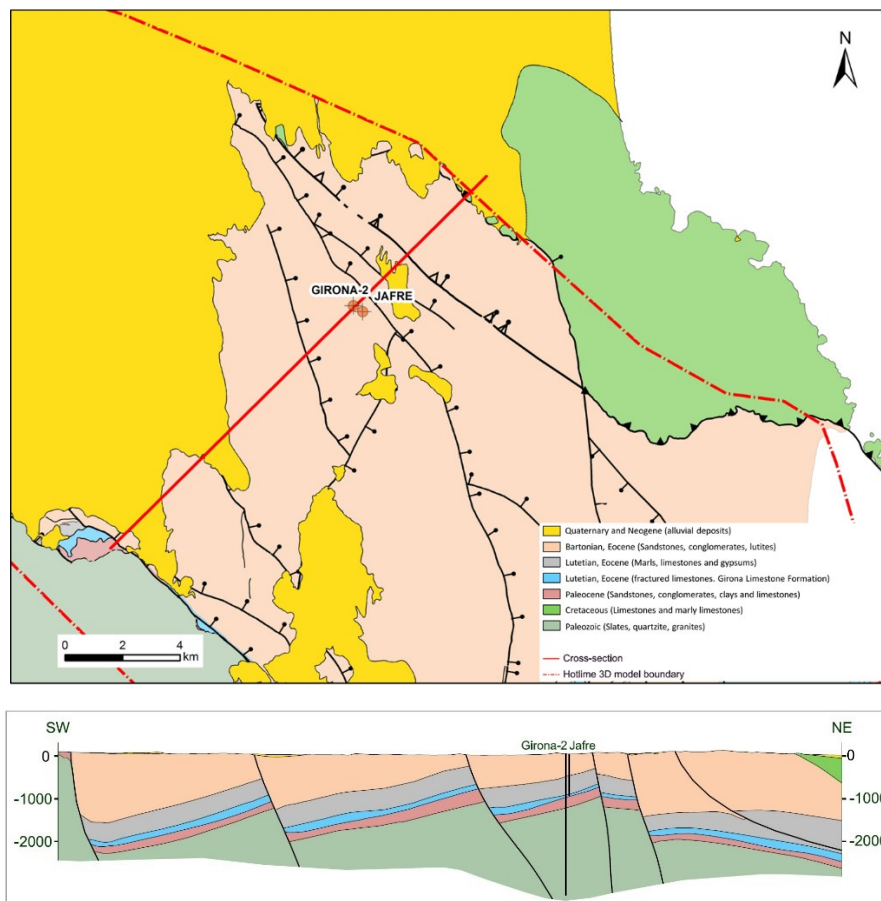 N
GIRONA-2
JAFRE
Quaternary and Neogene (alluvial deposits)
Bartonian, Eocene (Sandstones, conglomerates, lutites)
Lutetian, Eocene (Marls, limestones and gypsums)
Lutetian, Eocene (fractured limestones. Girona Limestone Formation)
Paleocene (Sandstones, conglomerates, clays and limestones)
Cretaceous (Limestones and marly limestones)
Paleozoic (Slates, quartzite, granites)
Cross-section
Hotlime 3D model boundary
0 2 4
km
SW NE
Girona-2 Jafre
0 0
-1000 -1000
-2000 -2000